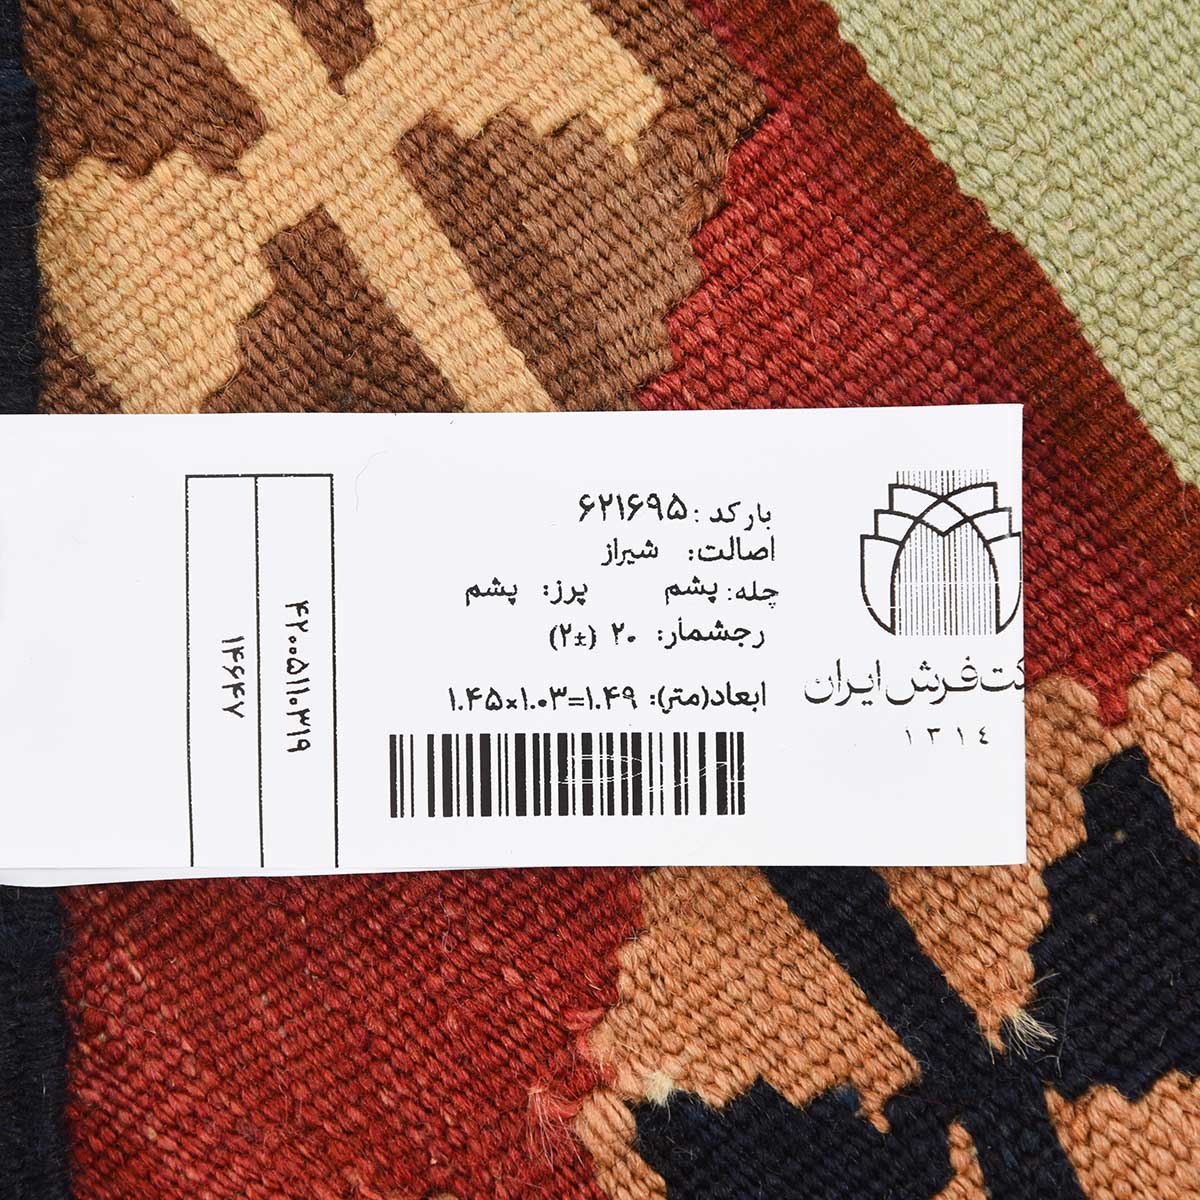 بارکد: ۶۲۱۶۹۵
اصالت: شیراز
چله: پشم پرز: پشم
رجشمار: ۲۰ (±۲)
ابعاد(متر): ۱.۴۵×۱.۰۳=۱.۴۹
کت فرش ایران
۱۳۱٤
۴۲۰۰۵۱۱۰۳۱۹
۱۴۶۴۷